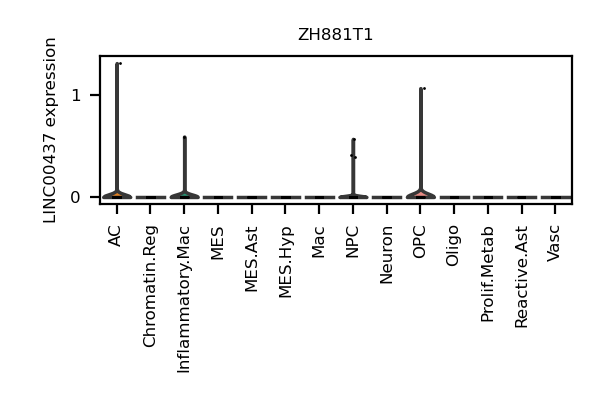 ZH881T1
LINC00437 expression
1
0
AC
Chromatin.Reg
Inflammatory.Mac
MES
MES.Ast
MES.Hyp
Mac
NPC
Neuron
OPC
Oligo
Prolif.Metab
Reactive.Ast
Vasc